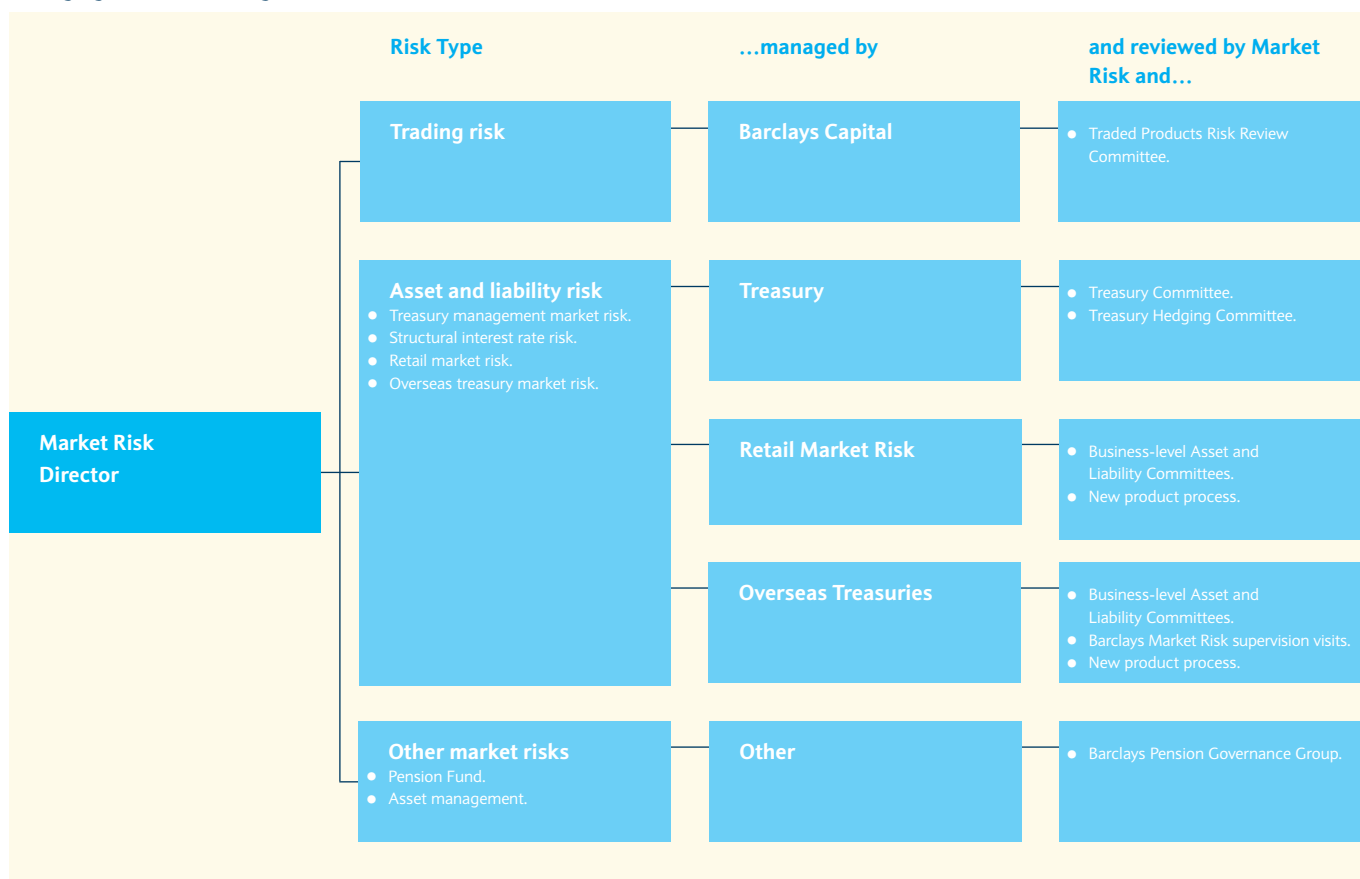 Risk Type
…managed by
and reviewed by Market
Risk and…
Trading risk
Barclays Capital
Traded Products Risk Review
Committee.
Asset and liability risk
Treasury management market risk.
Structural interest rate risk.
Retail market risk.
Overseas treasury market risk.
Treasury
Treasury Committee.
Treasury Hedging Committee.
Market Risk
Director
Retail Market Risk
Business-level Asset and
Liability Committees.
New product process.
Overseas Treasuries
Business-level Asset and
Liability Committees.
Barclays Market Risk supervision visits.
New product process.
Other market risks
Pension Fund.
Asset management.
Other
Barclays Pension Governance Group.